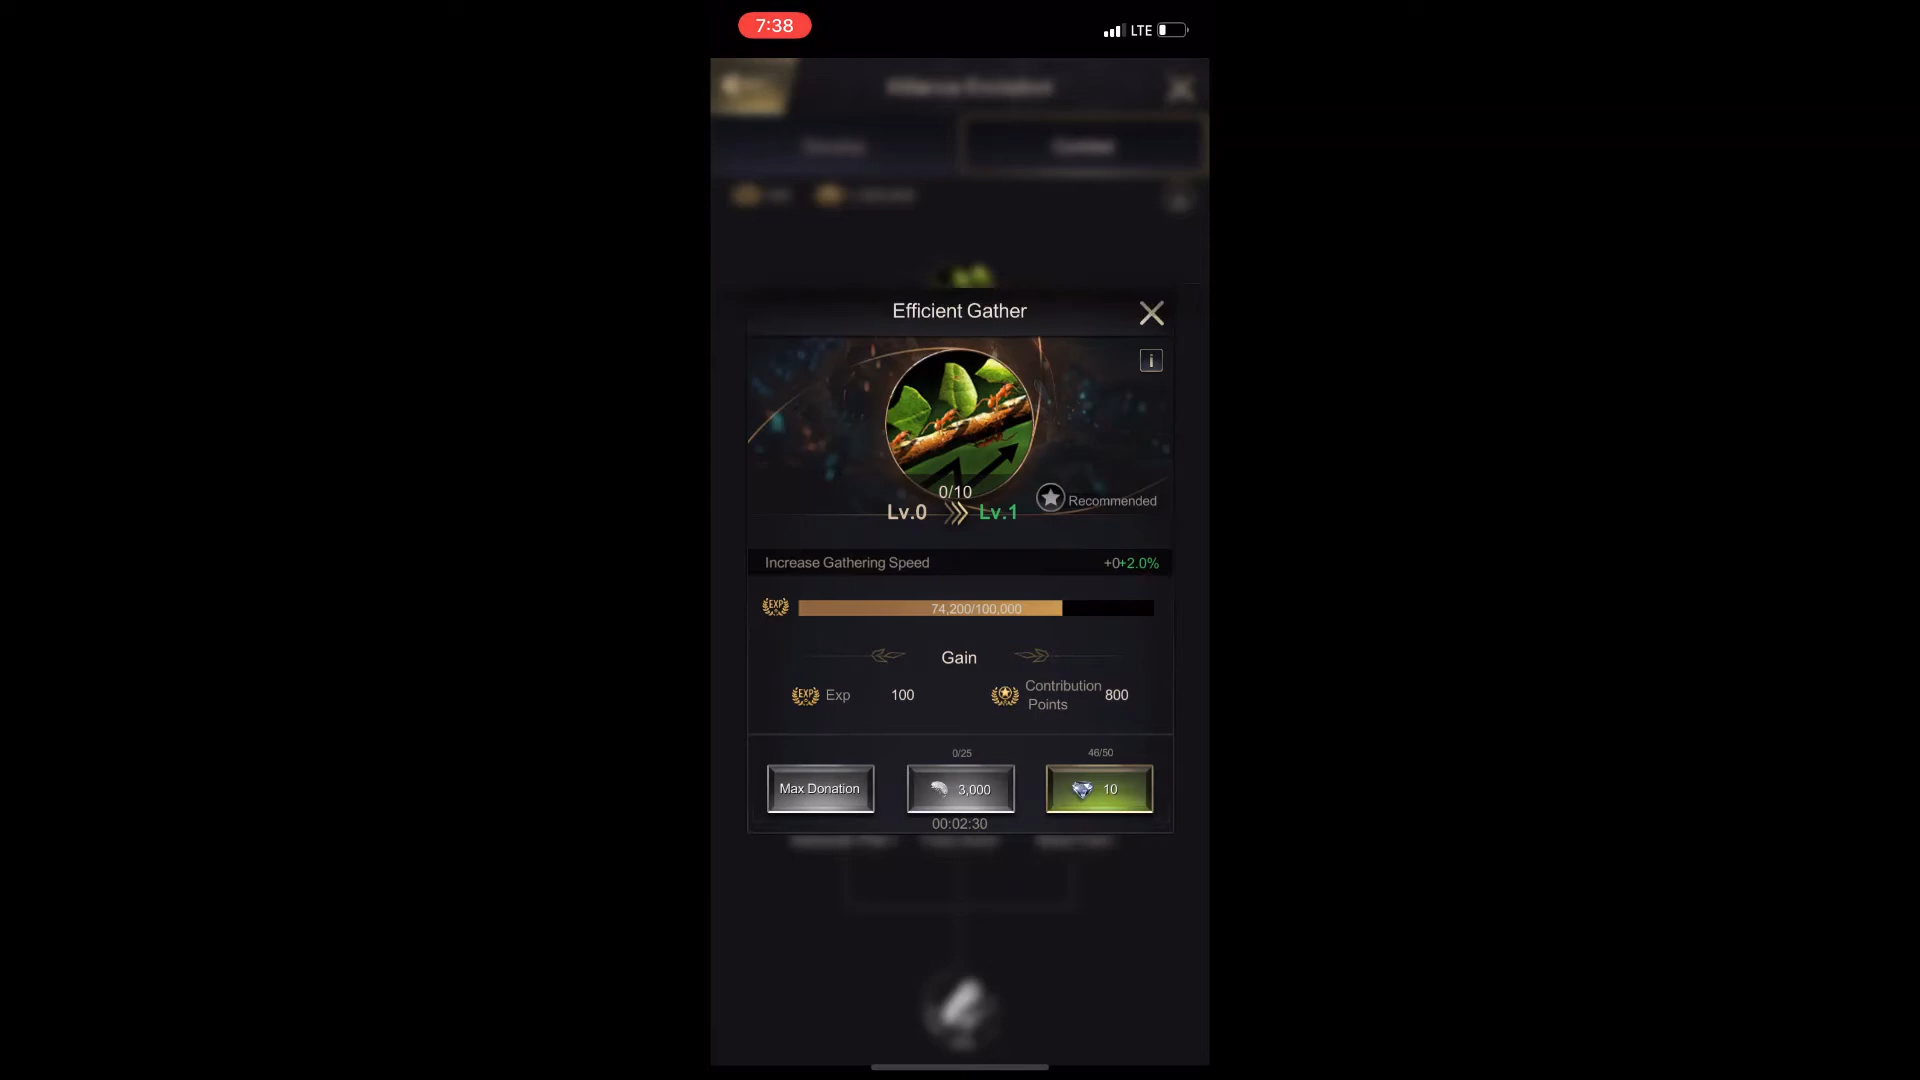 7:38
LTE
Efficient Gather
i
0/10
Recommended
Lv.0
Lv.1
Increase Gathering Speed
+0+2.0%
EXP
74,200/100,000
Gain
EXP
Exp
100
Contribution
Points
800
0/25
46/50
Max Donation
3,000
10
00:02:30